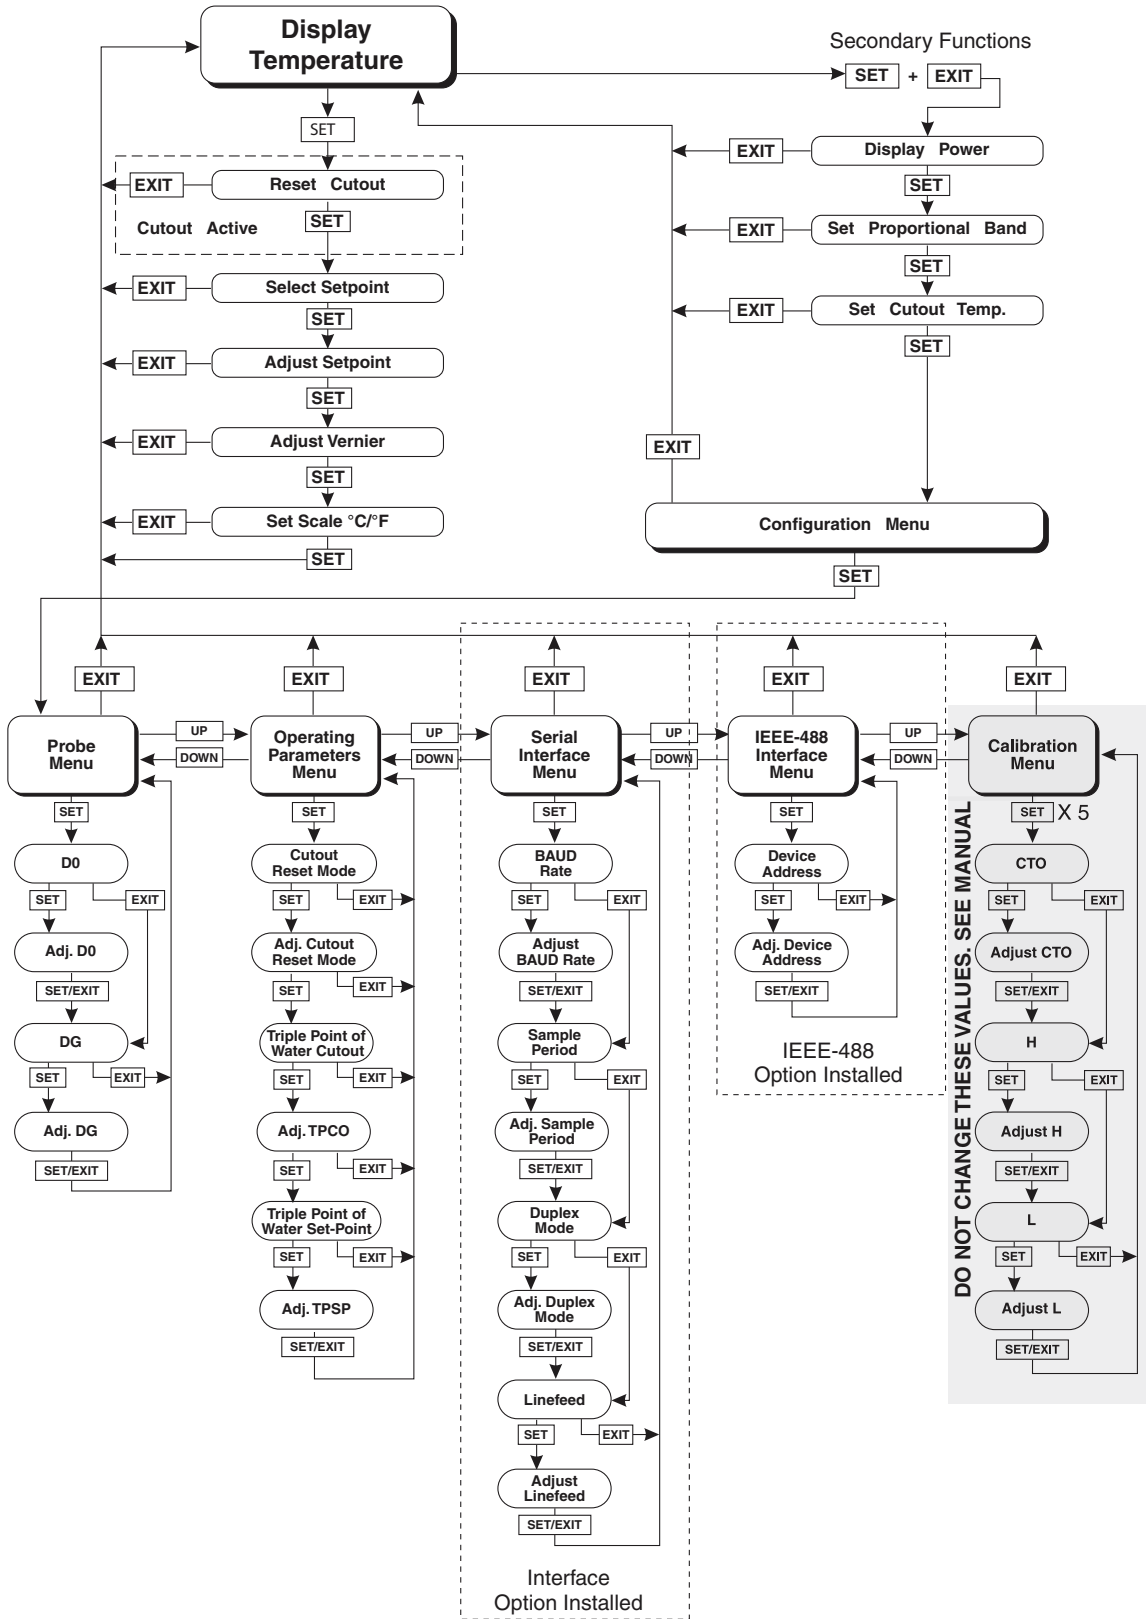 Display
Temperature
Secondary Functions
SET + EXIT
SET
EXIT Reset Cutout
SET
Cutout Active
EXIT Select Setpoint
SET
EXIT Adjust Setpoint
SET
EXIT Adjust Vernier
SET
EXIT Set Scale °C/°F
SET
EXIT Display Power
SET
EXIT Set Proportional Band
SET
EXIT Set Cutout Temp.
SET
EXIT
Configuration Menu
SET
EXIT
Probe
Menu
UP
DOWN
SET
D0
SET EXIT
Adj. D0
SET/EXIT
DG
SET EXIT
Adj. DG
SET/EXIT
EXIT
Operating
Parameters
Menu
UP
DOWN
SET
Cutout
Reset Mode
SET EXIT
Adj. Cutout
Reset Mode
SET EXIT
Triple Point of
Water Cutout
SET EXIT
Adj. TPCO
SET EXIT
Triple Point of
Water Set-Point
SET EXIT
Adj. TPSP
SET/EXIT
EXIT
Serial
Interface
Menu
UP
DOWN
SET
BAUD
Rate
SET EXIT
Adjust
BAUD Rate
SET/EXIT
Sample
Period
SET EXIT
Adj. Sample
Period
SET/EXIT
Duplex
Mode
SET EXIT
Adj. Duplex
Mode
SET/EXIT
Linefeed
SET EXIT
Adjust
Linefeed
SET/EXIT
Interface
Option Installed
EXIT
IEEE-488
Interface
Menu
UP
DOWN
SET
Device
Address
SET EXIT
Adj. Device
Address
SET/EXIT
IEEE-488
Option Installed
EXIT
Calibration
Menu
SET X 5
DO NOT CHANGE THESE VALUES. SEE MANUAL
CTO
SET EXIT
Adjust CTO
SET/EXIT
H
SET EXIT
Adjust H
SET/EXIT
L
SET EXIT
Adjust L
SET/EXIT